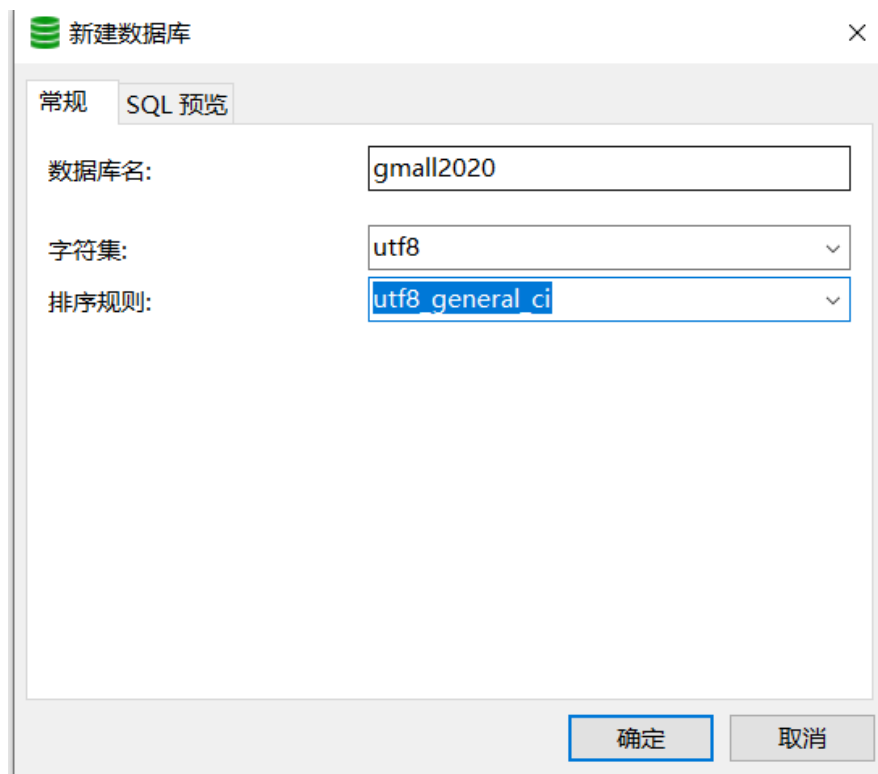 新建数据库
常规 SQL 预览
数据库名: gmall2020
字符集: utf8
排序规则: utf8_general_ci
确定 取消